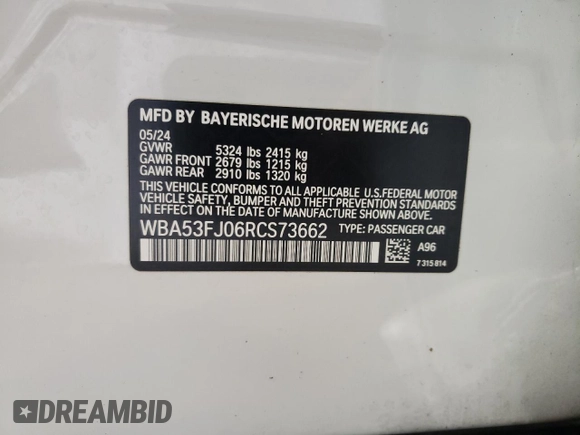 MFD BY BAYERISCHE MOTOREN WERKE AG
05/24
GVWR 5324 lbs 2415 kg
GAWR FRONT 2679 lbs 1215 kg
GAWR REAR 2910 lbs 1320 kg
THIS VEHICLE CONFORMS TO ALL APPLICABLE U.S.FEDERAL MOTOR
VEHICLE SAFETY, BUMPER AND THEFT PREVENTION STANDARDS
IN EFFECT ON THE DATE OF MANUFACTURE SHOWN ABOVE.
WBA53FJ06RCS73662 TYPE: PASSENGER CAR
A96
7 315 814
DREAMBID